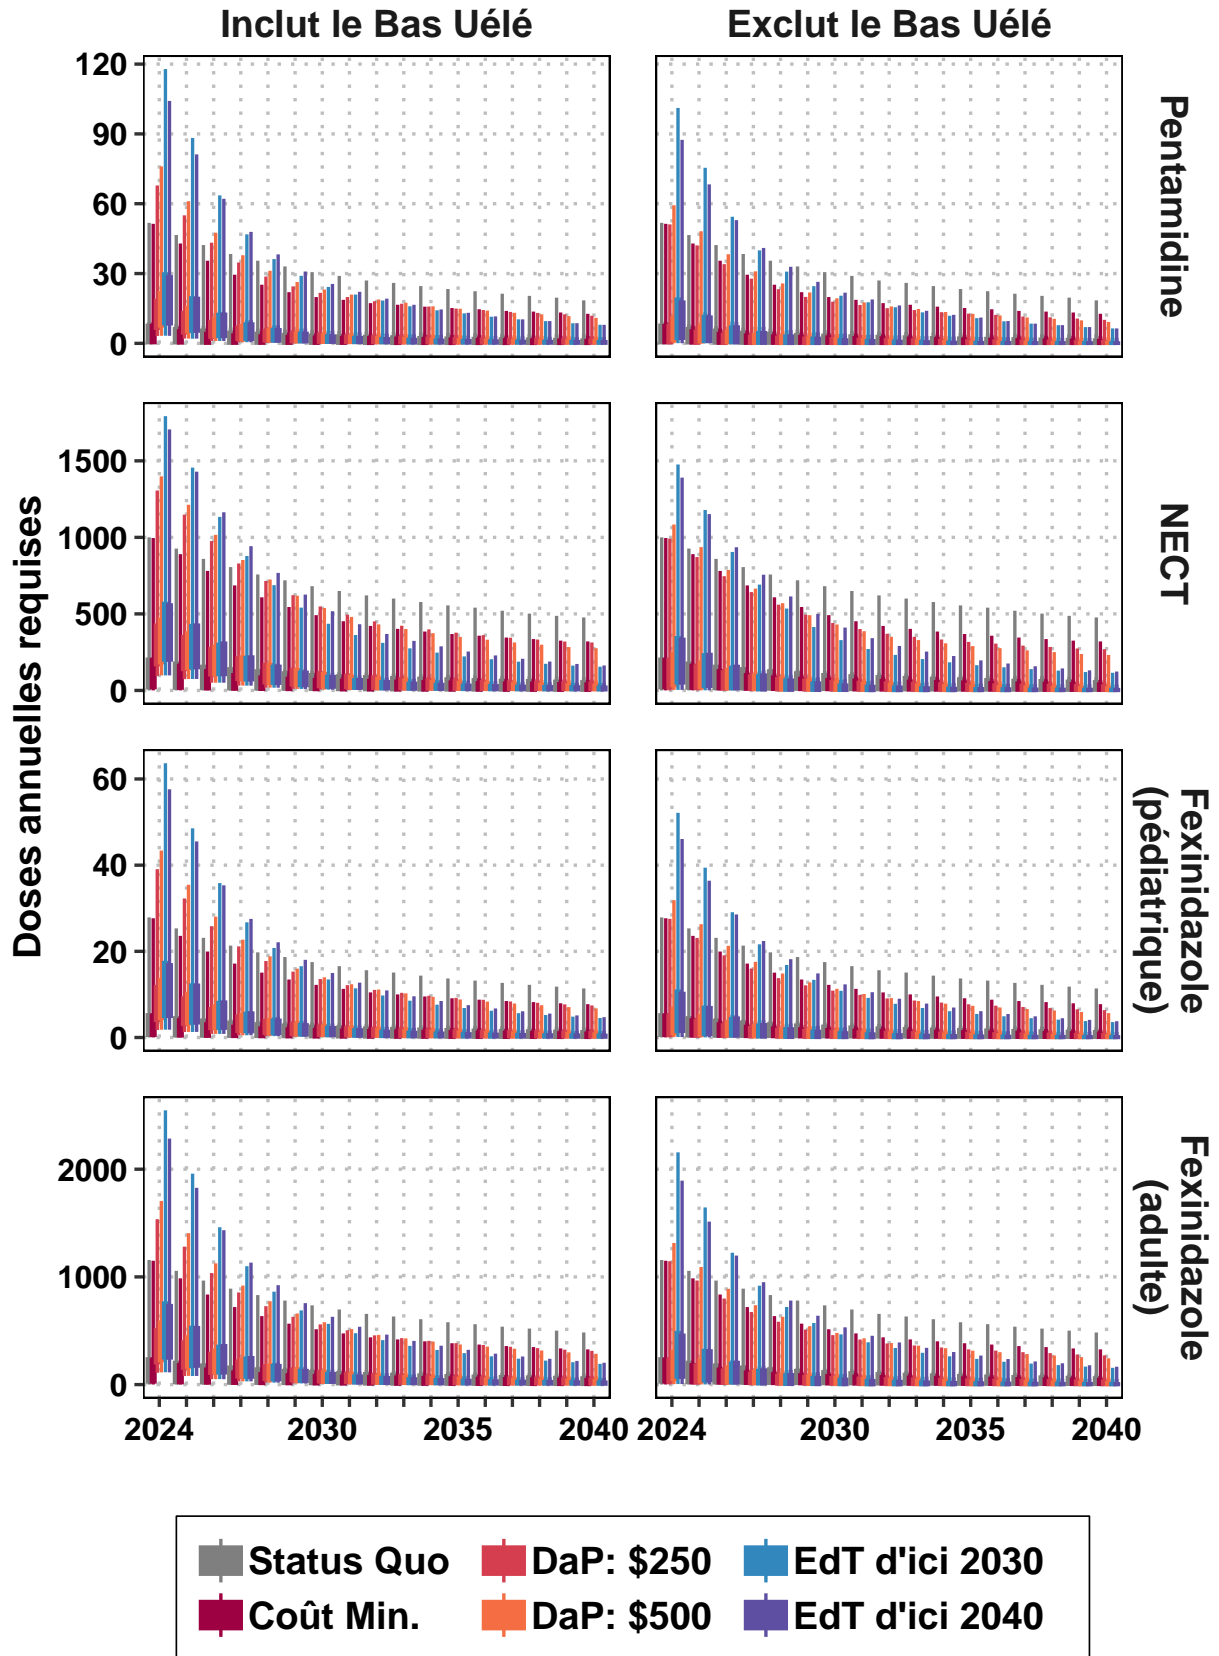 Inclut le Bas Uélé
Exclut le Bas Uélé
Doses annuelles requises
120
90
60
30
0
Pentamidine
1500
1000
500
0
NECT
60
40
20
0
Fexinidazole
(pédiatrique)
2000
1000
0
Fexinidazole
(adulte)
2024 2030 2035 2040
2024 2030 2035 2040
Status Quo
DaP: $250
EdT d'ici 2030
Coût Min.
DaP: $500
EdT d'ici 2040